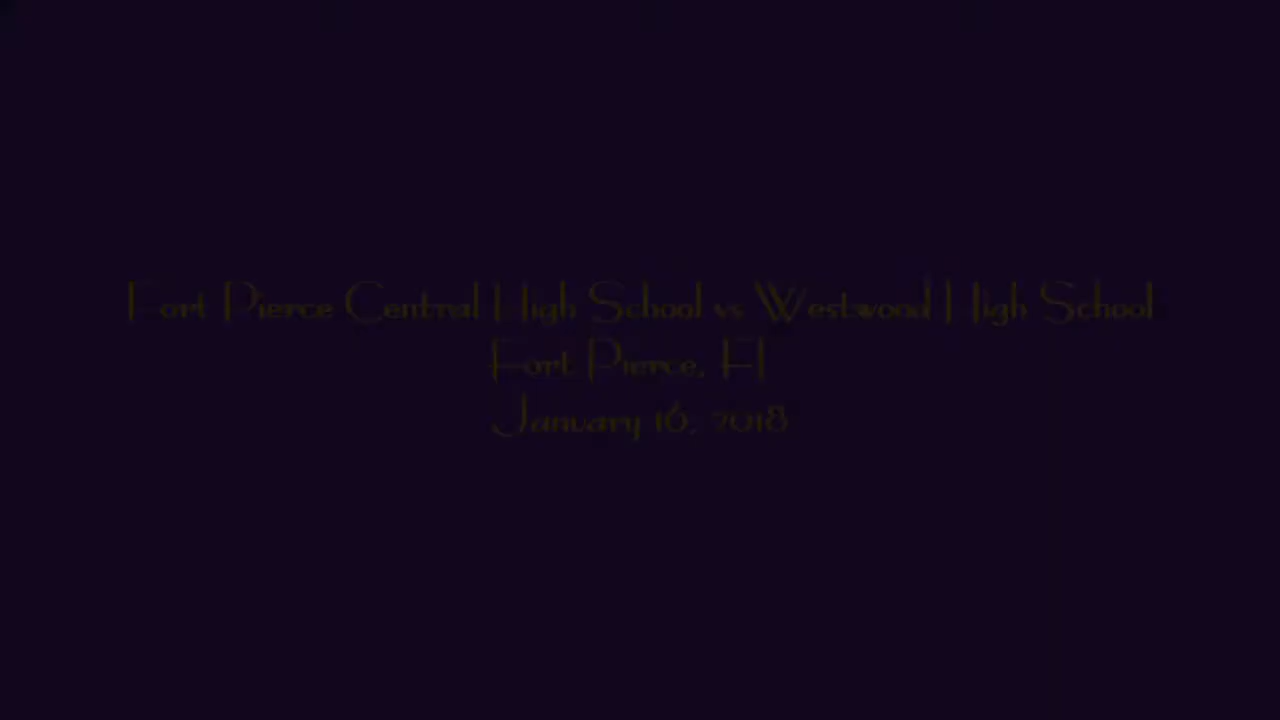 Fort Pierce Central High School vs Westwood High School
Fort Pierce, Fl
January 16, 2018